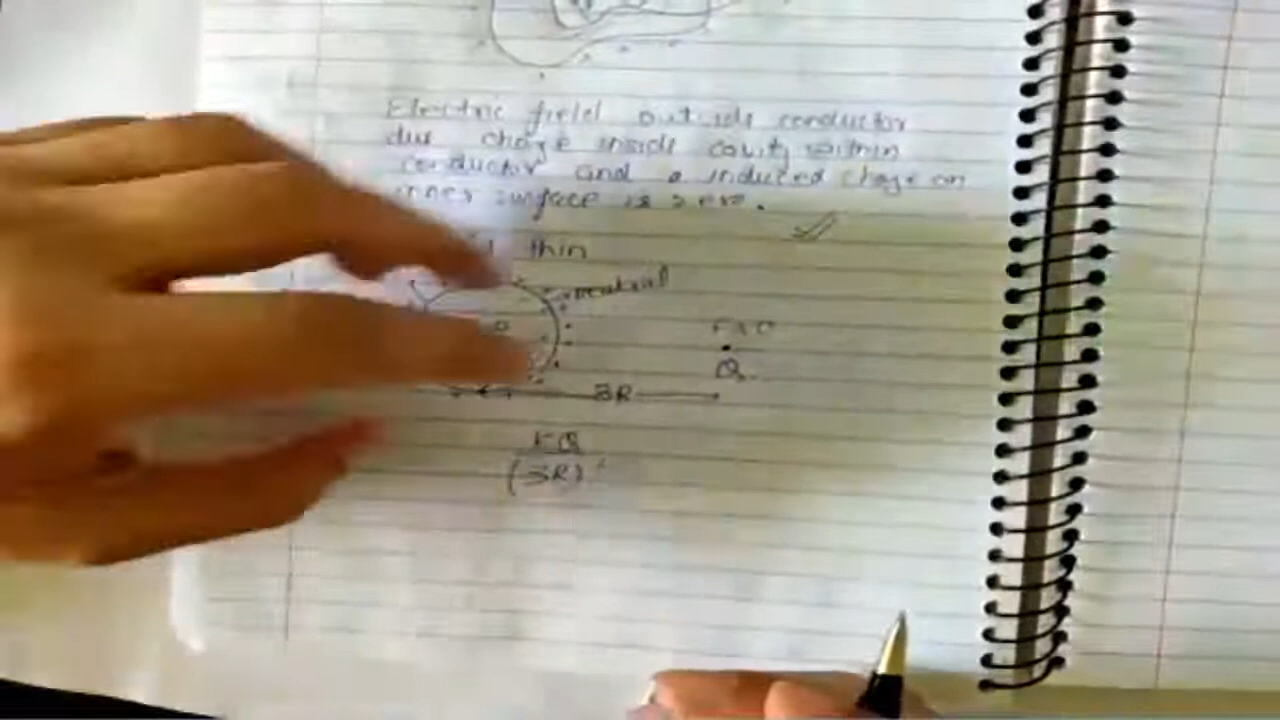 Electric field outside conductor
due charge inside cavity within
conductor and a induced charge on
inner surface is zero.
thin
neutral
3R
KQ
(3R)²